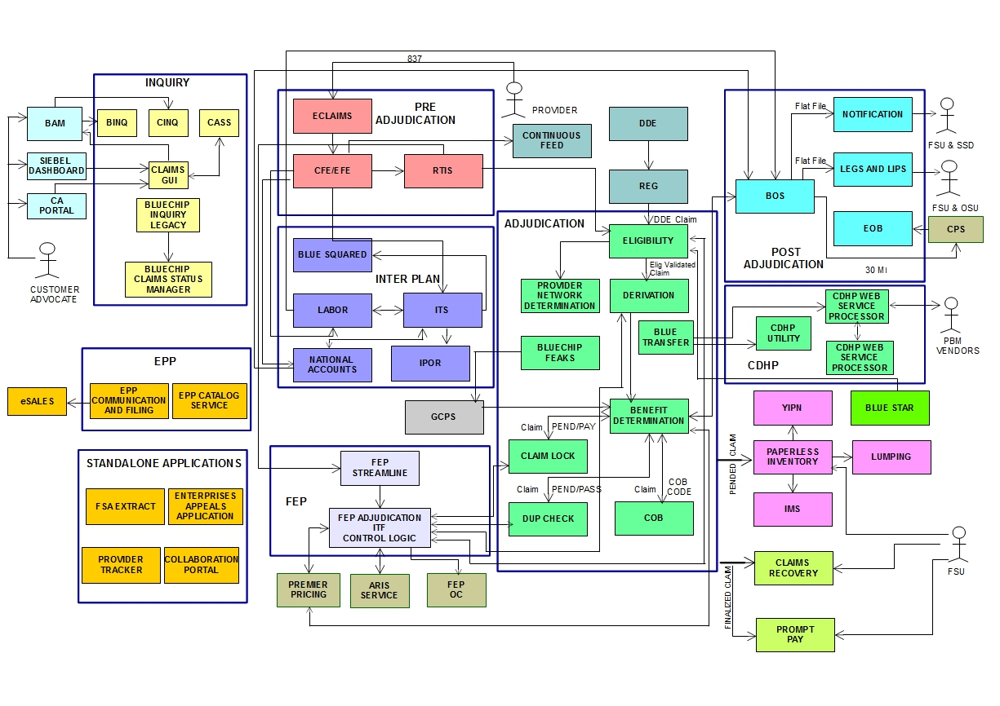 837
INQUIRY
BAM
BINQ
CINQ
CASS
SIEBEL
DASHBOARD
CLAIMS
GUI
CA
PORTAL
BLUECHIP
INQUIRY
LEGACY
BLUECHIP
CLAIMS STATUS
MANAGER
CUSTOMER
ADVOCATE
EPP
eSALES
EPP
COMMUNICATION
AND FILING
EPP CATALOG
SERVICE
STANDALONE APPLICATIONS
FSA EXTRACT
ENTERPRISES
APPEALS
APPLICATION
PROVIDER
TRACKER
COLLABORATION
PORTAL
PRE
ADJUDICATION
ECLAIMS
CFE/EFE
RTIS
PROVIDER
CONTINUOUS
FEED
DDE
REG
DDE Claim
BLUE SQUARED
INTER PLAN
LABOR
ITS
NATIONAL
ACCOUNTS
IPOR
GCPS
FEP
STREAMLINE
FEP
FEP ADJUDICATION
ITF
CONTROL LOGIC
PREMIER
PRICING
ARIS
SERVICE
FEP
OC
ADJUDICATION
ELIGIBILITY
Elig Validated
Claim
PROVIDER
NETWORK
DETERMINATION
DERIVATION
BLUE
TRANSFER
BLUECHIP
FEAKS
BENEFIT
DETERMINATION
Claim
PEND/PAY
CLAIM LOCK
Claim
PEND/PASS
DUP CHECK
Claim
COB
CODE
COB
POST
ADJUDICATION
Flat File
NOTIFICATION
FSU & SSD
Flat File
LEGS AND LIPS
FSU & OSU
BOS
EOB
CPS
30 MI
CDHP
CDHP WEB
SERVICE
PROCESSOR
CDHP
UTILITY
CDHP WEB
SERVICE
PROCESSOR
PBM
VENDORS
YIPN
BLUE STAR
PENDED CLAIM
PAPERLESS
INVENTORY
LUMPING
IMS
FSU
FINALIZED CLAIM
CLAIMS
RECOVERY
PROMPT
PAY